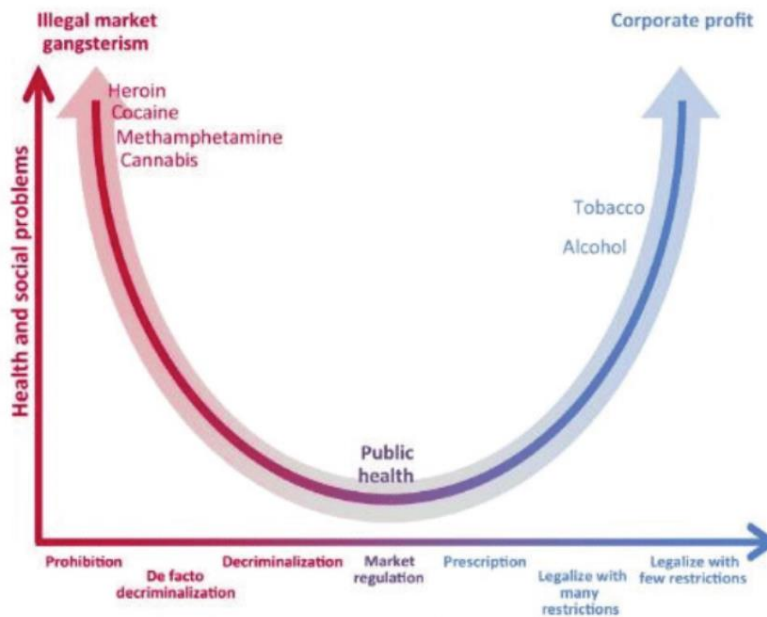 Illegal market
gangsterism
Corporate profit
Heroin
Cocaine
Methamphetamine
Cannabis
Tobacco
Alcohol
Health and social problems
Public
health
Prohibition
De facto
decriminalization
Decriminalization
Market
regulation
Prescription
Legalize with
many
restrictions
Legalize with
few restrictions